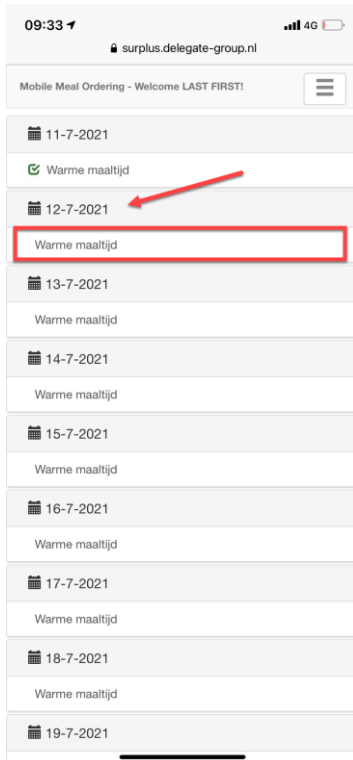 09:33 4G
surplus.delegate-group.nl
Mobile Meal Ordering - Welcome LAST FIRST!
11-7-2021
Warme maaltijd
12-7-2021
Warme maaltijd
13-7-2021
Warme maaltijd
14-7-2021
Warme maaltijd
15-7-2021
Warme maaltijd
16-7-2021
Warme maaltijd
17-7-2021
Warme maaltijd
18-7-2021
Warme maaltijd
19-7-2021